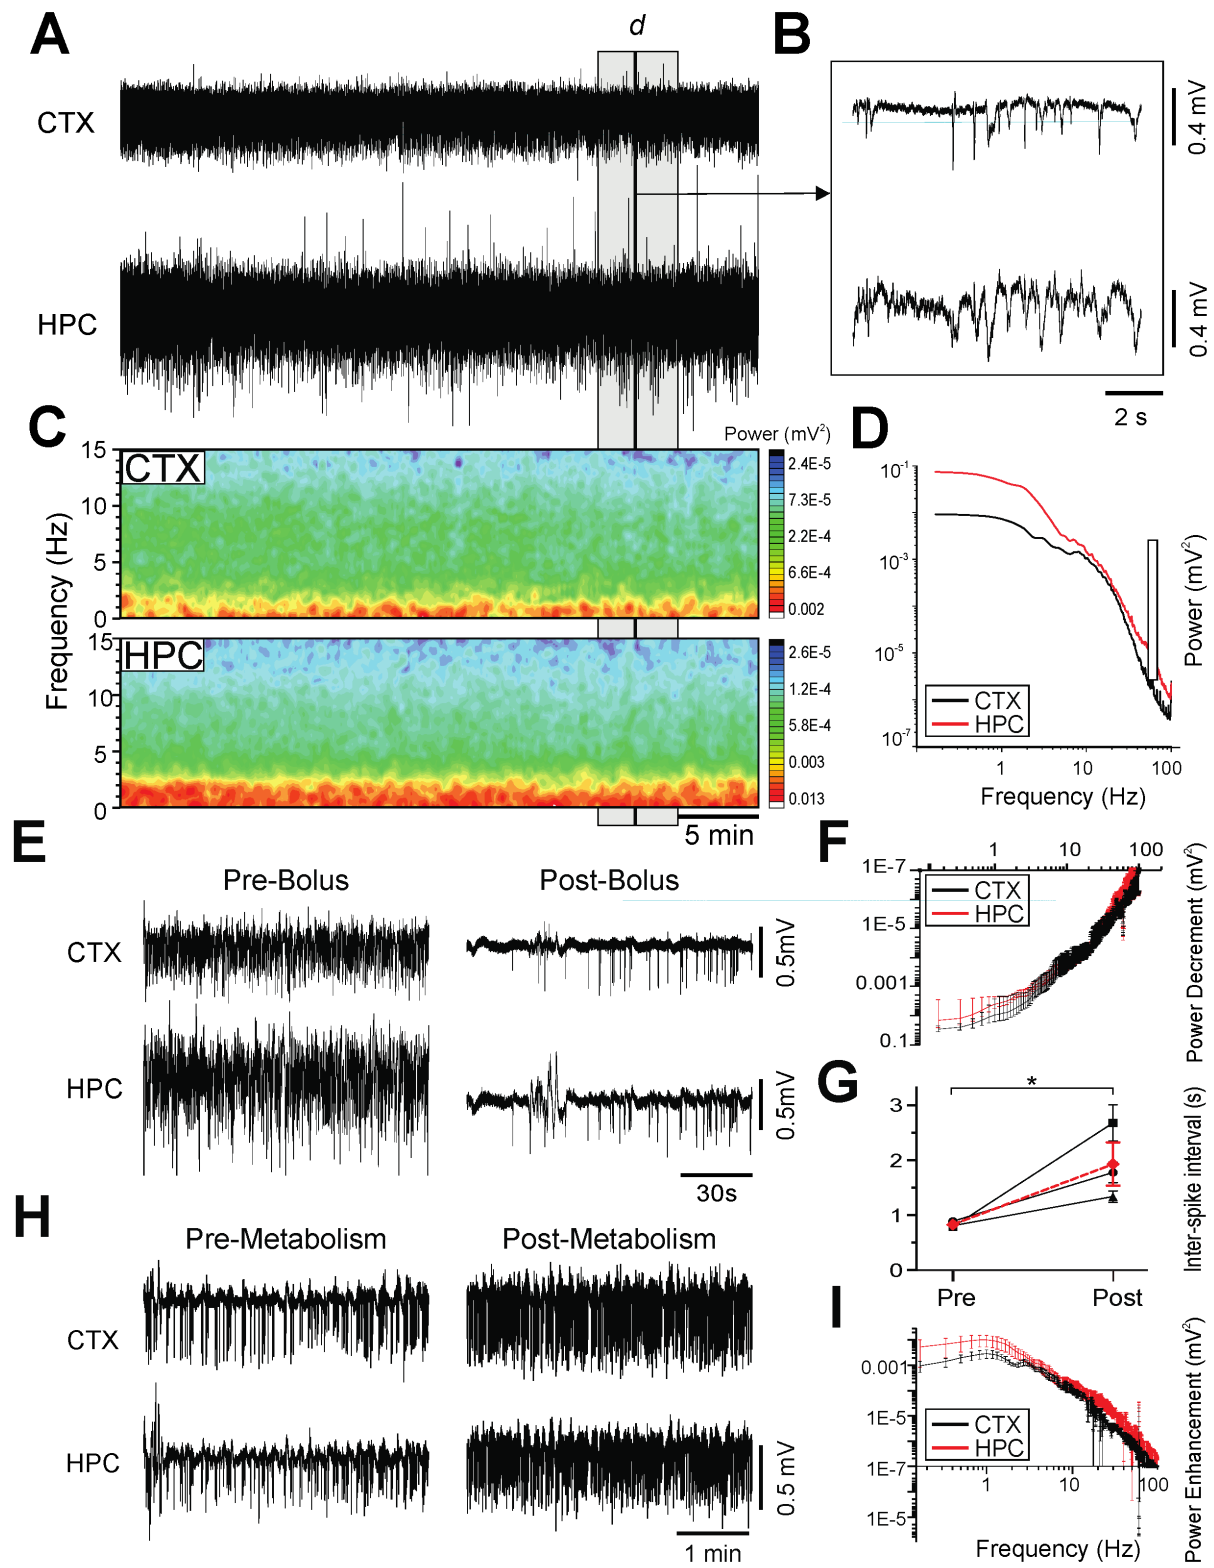 A
d
B
CTX
HPC
0.4 mV
0.4 mV
2 s
C
Frequency (Hz)
15
CTX
10
5
0
15
HPC
10
5
0
Power (mV²)
2.4E-5
7.3E-5
2.2E-4
6.6E-4
0.002
2.6E-5
1.2E-4
5.8E-4
0.003
0.013
5 min
D
10⁻¹
10⁻³
10⁻⁵
10⁻⁷
CTX
HPC
1 10 100
Frequency (Hz)
Power (mV²)
E
Pre-Bolus Post-Bolus
CTX
HPC
0.5mV
0.5mV
30s
F
1 10 100
1E-7
1E-5
0.001
0.1
CTX
HPC
Power Decrement (mV²)
G
*
3
2
1
0
Pre Post
Inter-spike interval (s)
H
Pre-Metabolism Post-Metabolism
CTX
HPC
0.5 mV
1 min
I
0.001
1E-5
1E-7
1E-5
CTX
HPC
1 10 100
Frequency (Hz)
Power Enhancement (mV²)